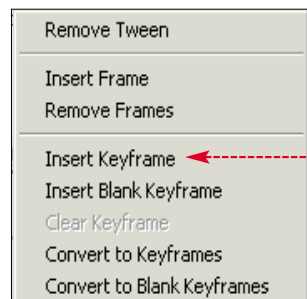 Remove Tween
Insert Frame
Remove Frames
Insert Keyframe
Insert Blank Keyframe
Clear Keyframe
Convert to Keyframes
Convert to Blank Keyframes